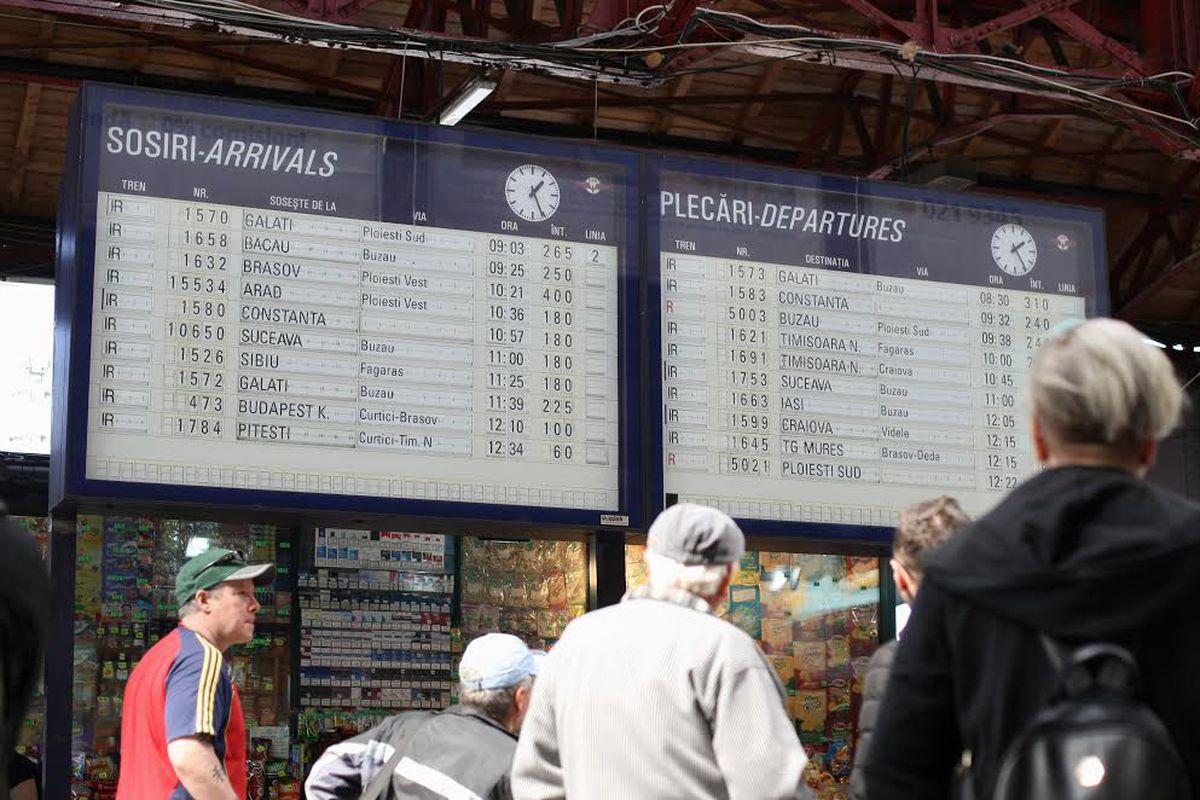 SOSIRI-ARRIVALS
TREN NR. SOSEȘTE DE LA VIA ORA ÎNT. LINIA
IR 1570 GALATI Ploiesti Sud 09:03 265 2
IR 1658 BACAU Buzau 09:25 250
IR 1632 BRASOV Ploiesti Vest 10:21 400
IR 15534 ARAD Ploiesti Vest 10:36 180
IR 1580 CONSTANTA 10:57 180
IR 10650 SUCEAVA Buzau 11:00 180
IR 1526 SIBIU Fagaras 11:25 180
IR 1572 GALATI Buzau 11:39 225
IR 473 BUDAPEST K. Curtici-Brasov 12:10 100
IR 1784 PITESTI Curtici-Tim. N 12:34 60
PLECĂRI-DEPARTURES
TREN NR. DESTINAȚIA VIA ORA ÎNT. LINIA
IR 1573 GALATI Buzau 08:30 310
IR 1583 CONSTANTA 09:32 240
R 5003 BUZAU Ploiesti Sud 09:38
IR 1621 TIMISOARA N. Fagaras 10:00
IR 1691 TIMISOARA N. Craiova 10:45
IR 1753 SUCEAVA Buzau 11:00
IR 1663 IASI Buzau 12:05
IR 1599 CRAIOVA Videle 12:15
IR 1645 TG MURES Brasov-Deda 12:15
R 5021 PLOIESTI SUD 12:22